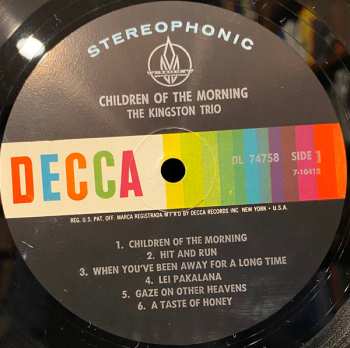 STEREOPHONIC
CHILDREN OF THE MORNING
THE KINGSTON TRIO
DECCA
DL 74758 SIDE 1
7-10412
REG. U.S. PAT. OFF. MARCA REGISTRADA M'F'R'D BY DECCA RECORDS INC NEW YORK • U.S.A.
1. CHILDREN OF THE MORNING
2. HIT AND RUN
3. WHEN YOU'VE BEEN AWAY FOR A LONG TIME
4. LEI PAKALANA
5. GAZE ON OTHER HEAVENS
6. A TASTE OF HONEY